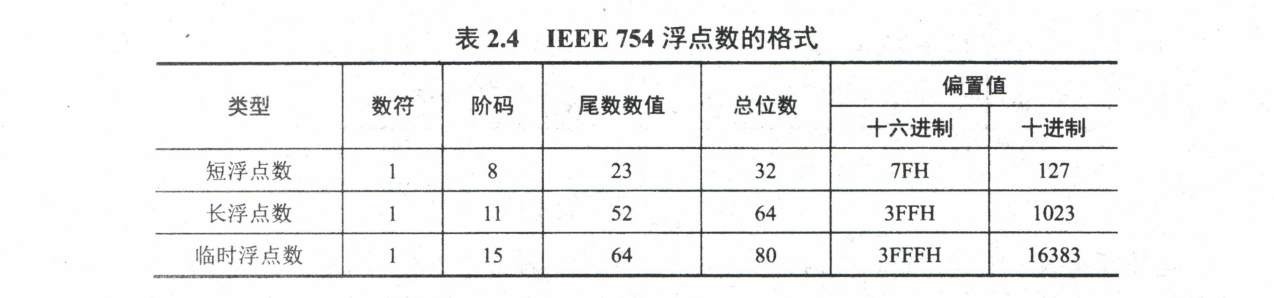 表 2.4 IEEE 754 浮点数的格式
类型 数符 阶码 尾数数值 总位数 偏置值
十六进制 十进制
短浮点数 1 8 23 32 7FH 127
长浮点数 1 11 52 64 3FFH 1023
临时浮点数 1 15 64 80 3FFFH 16383